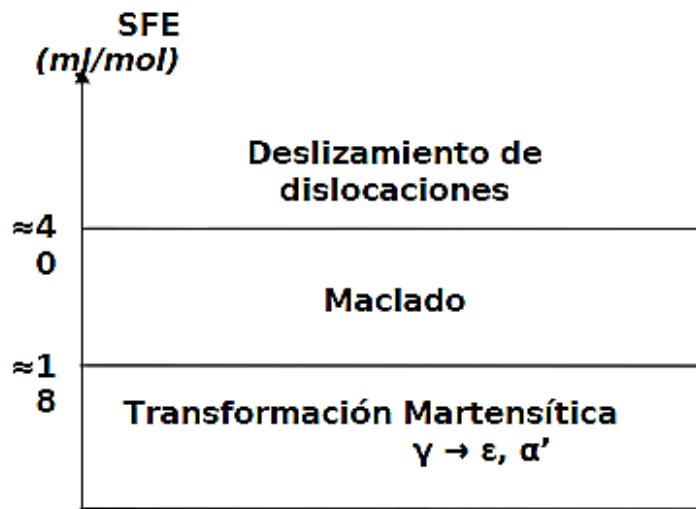 SFE
(mJ/mol)
Deslizamiento de
dislocaciones
≈4
0
Maclado
≈1
8
Transformación Martensítica
γ → ε, α’